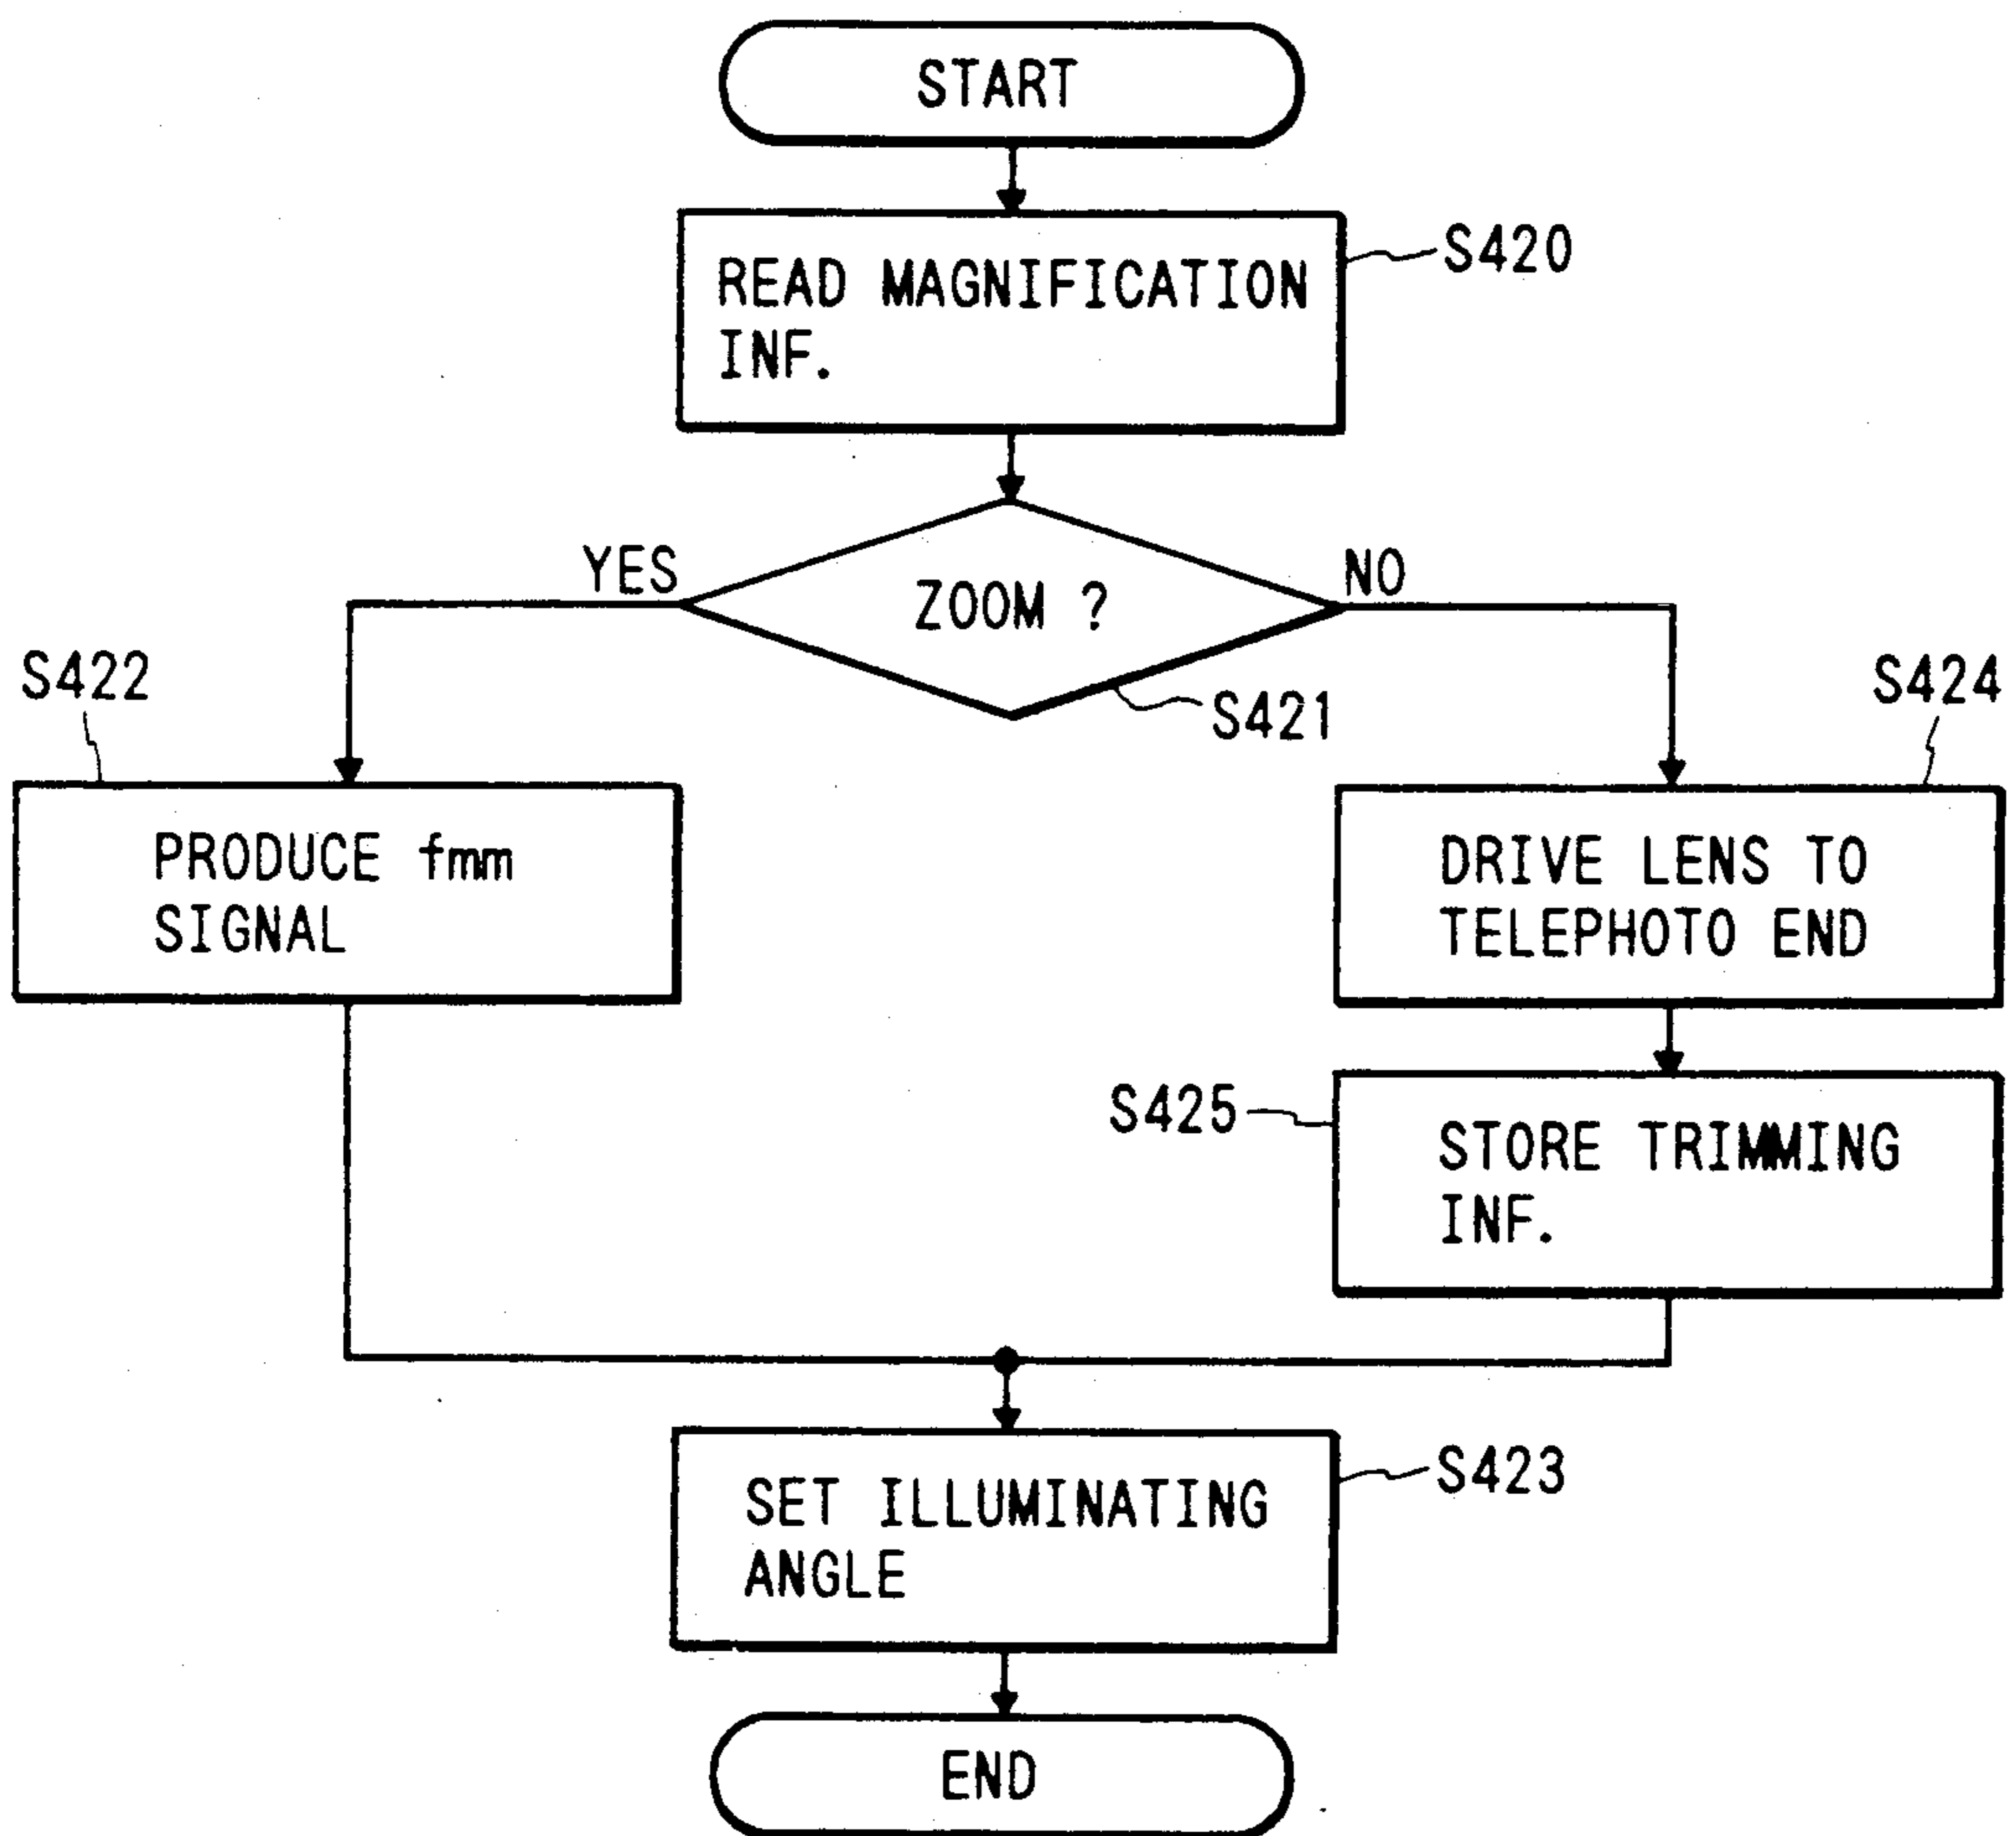 START
READ MAGNIFICATION
INF.
S420
YES
ZOOM ?
NO
S421
S422
S424
PRODUCE fmm
SIGNAL
DRIVE LENS TO
TELEPHOTO END
S425
STORE TRIMMING
INF.
SET ILLUMINATING
ANGLE
S423
END